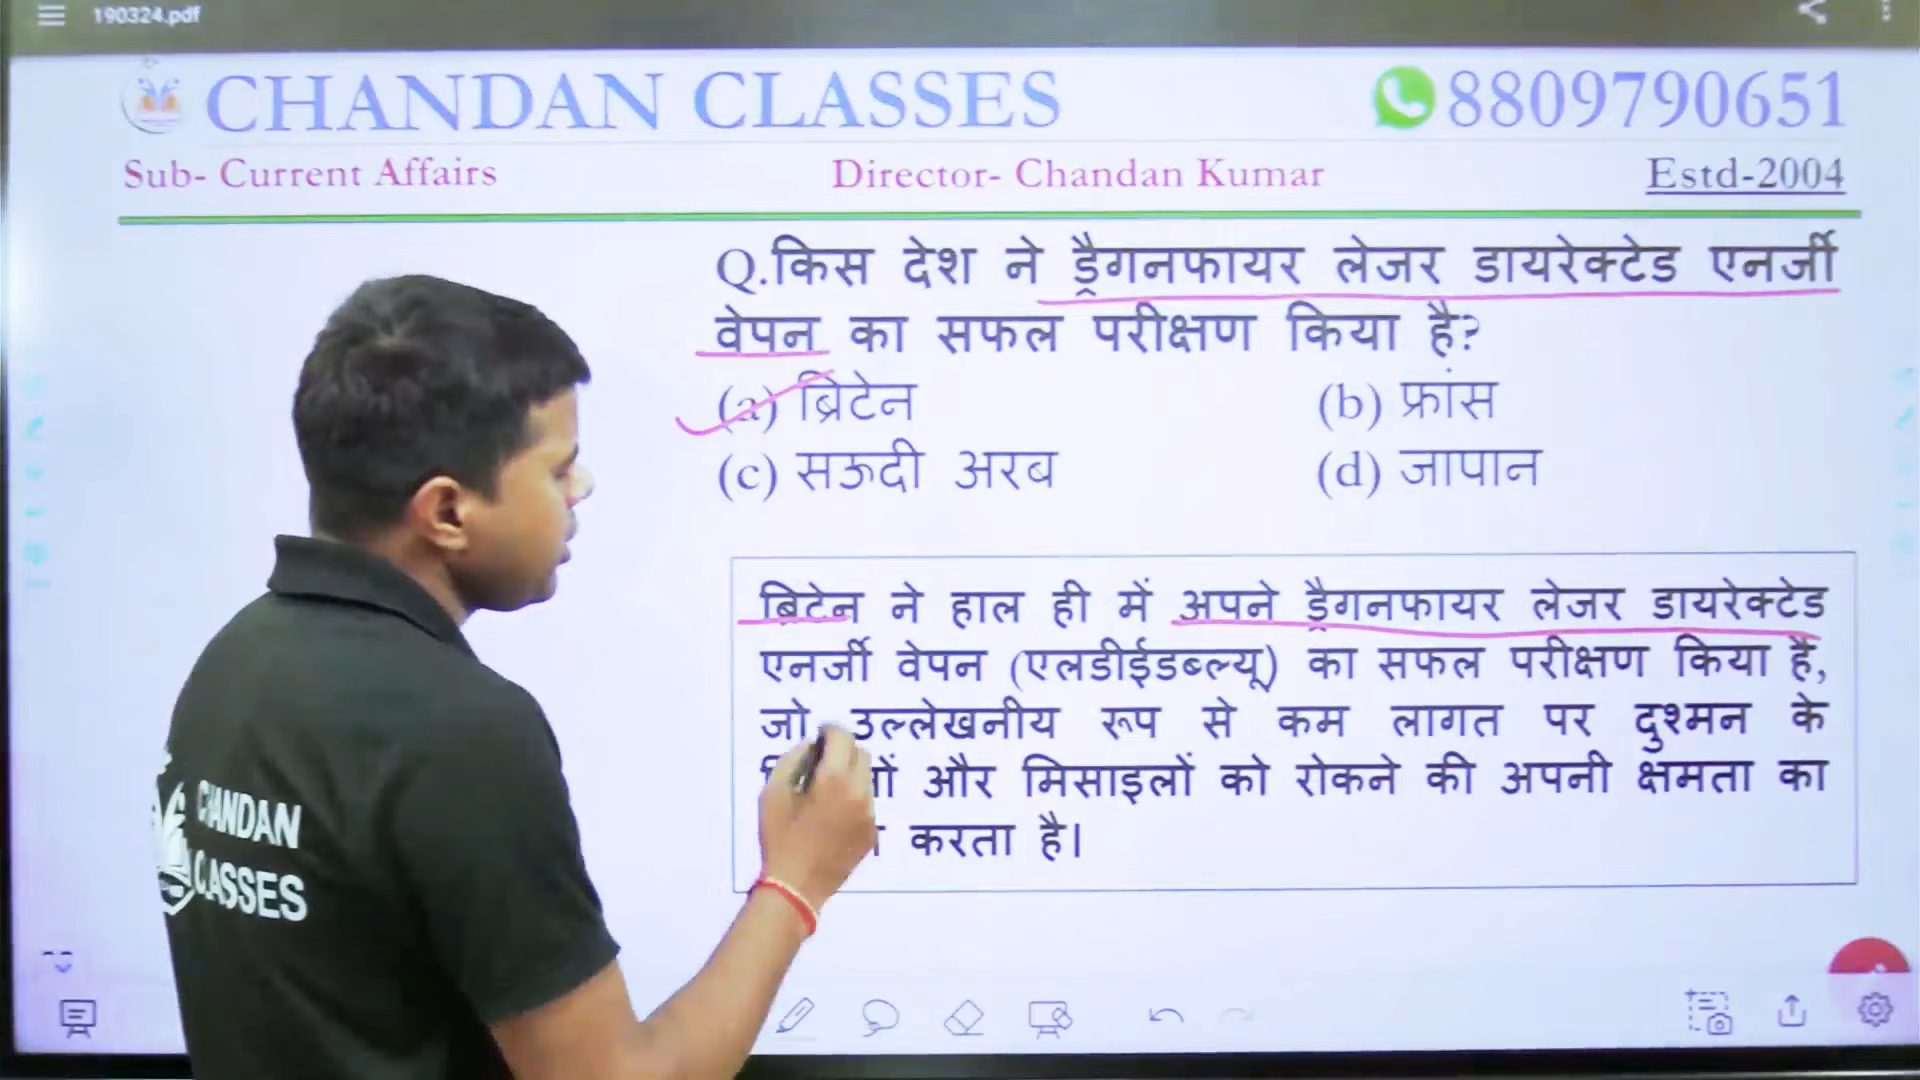 190324.pdf
CHANDAN CLASSES
8809790651
Sub- Current Affairs
Director- Chandan Kumar
Estd-2004
Q.किस देश ने ड्रैगनफायर लेजर डायरेक्टेड एनर्जी
वेपन का सफल परीक्षण किया है?
(a) ब्रिटेन
(b) फ्रांस
(c) सऊदी अरब
(d) जापान
ब्रिटेन ने हाल ही में अपने ड्रैगनफायर लेजर डायरेक्टेड
एनर्जी वेपन (एलडीईडब्ल्यू) का सफल परीक्षण किया है,
जो उल्लेखनीय रूप से कम लागत पर दुश्मन के
और मिसाइलों को रोकने की अपनी क्षमता का
करता है।
CHANDAN
CLASSES